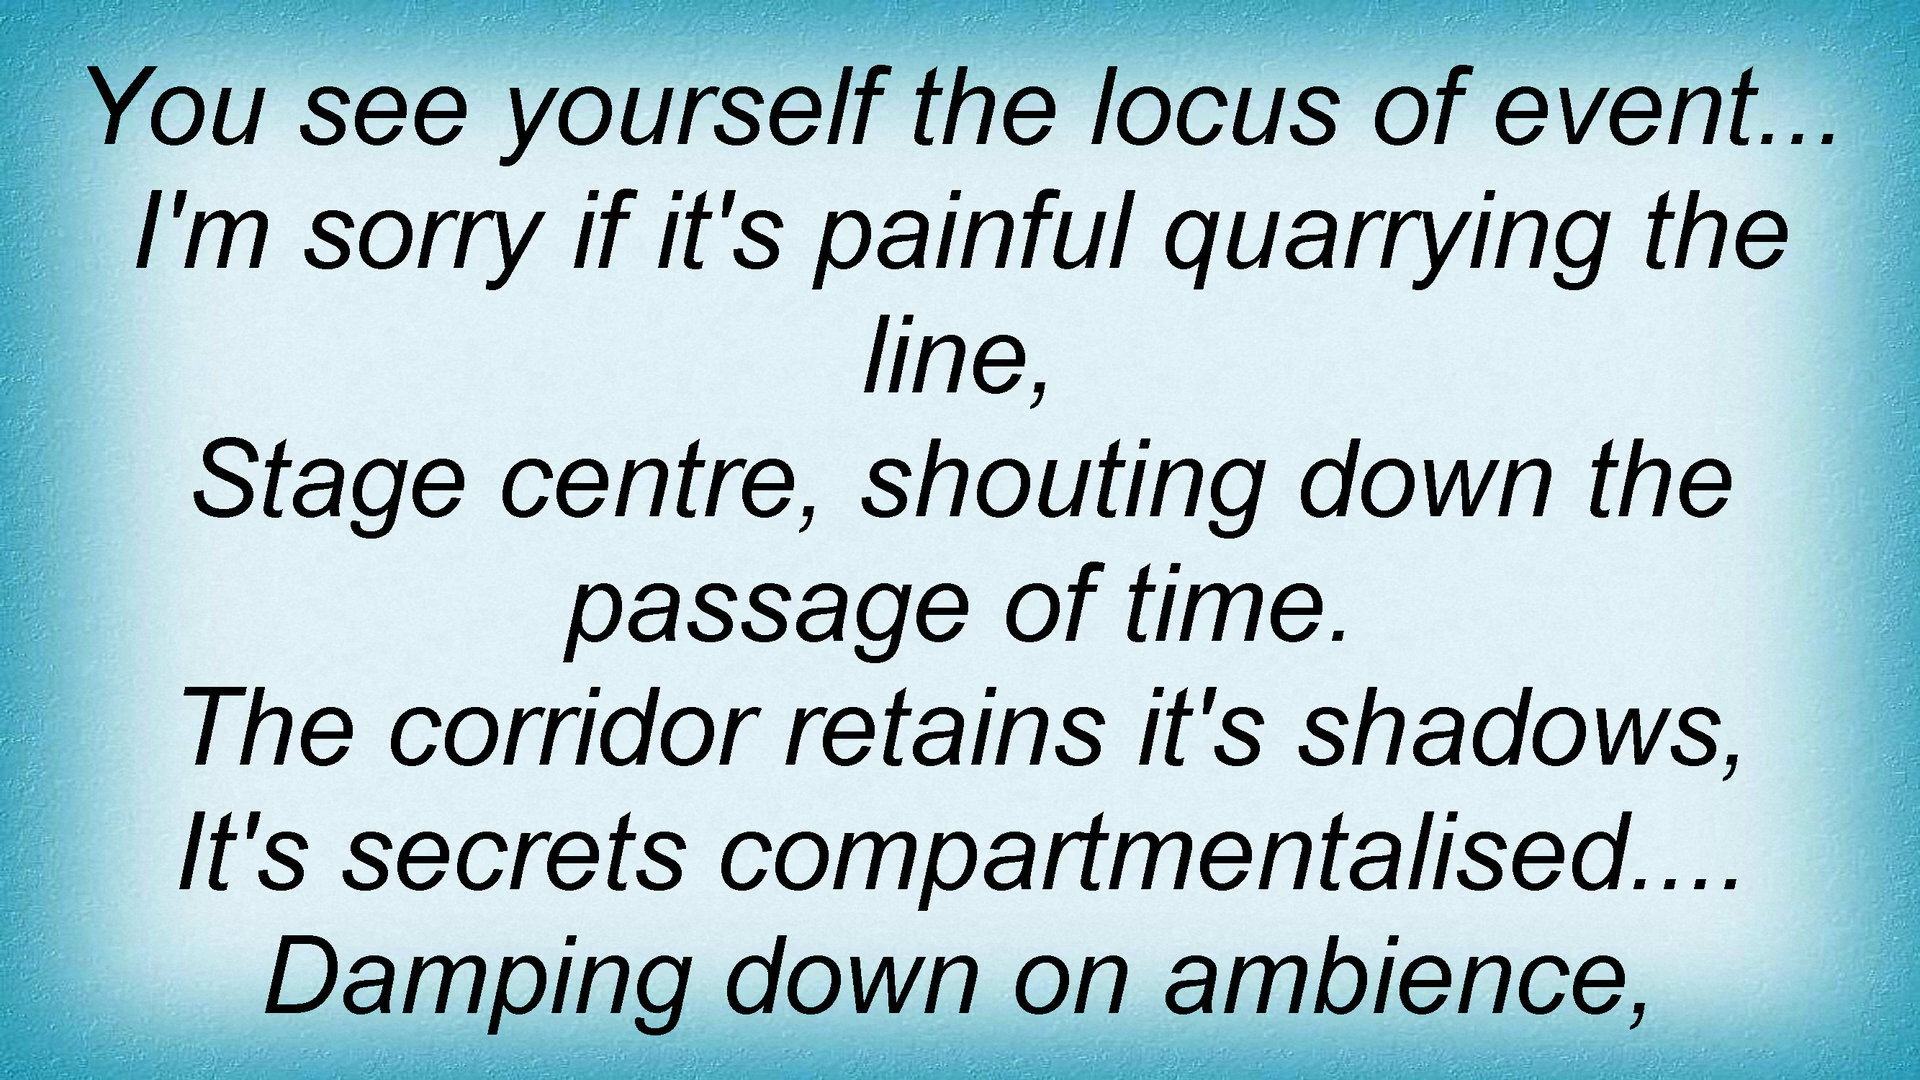 You see yourself the locus of event...
I'm sorry if it's painful quarrying the
line,
Stage centre, shouting down the
passage of time.
The corridor retains it's shadows,
It's secrets compartmentalised....
Damping down on ambience,